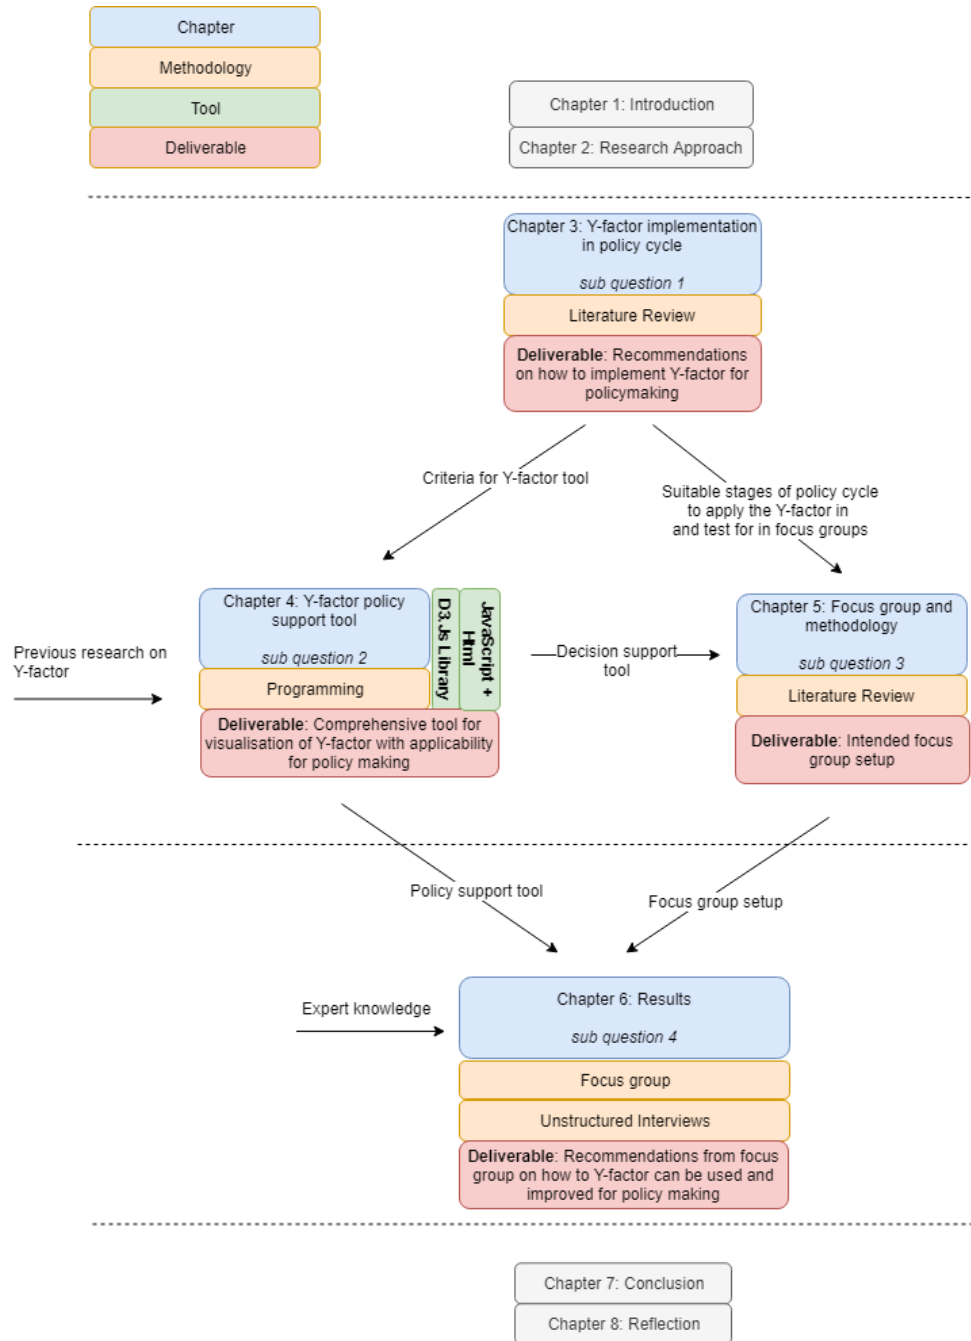 Chapter
Methodology
Tool
Deliverable
Chapter 1: Introduction
Chapter 2: Research Approach
Chapter 3: Y-factor implementation
in policy cycle
sub question 1
Literature Review
Deliverable: Recommendations
on how to implement Y-factor for
policymaking
Criteria for Y-factor tool
Suitable stages of policy cycle
to apply the Y-factor in
and test for in focus groups
Previous research on
Y-factor
Chapter 4: Y-factor policy
support tool
sub question 2
Programming
D3.Js Library
JavaScript +
Html
Deliverable: Comprehensive tool for
visualisation of Y-factor with applicability
for policy making
Decision support
tool
Chapter 5: Focus group and
methodology
sub question 3
Literature Review
Deliverable: Intended focus
group setup
Policy support tool
Focus group setup
Expert knowledge
Chapter 6: Results
sub question 4
Focus group
Unstructured Interviews
Deliverable: Recommendations from focus
group on how to Y-factor can be used and
improved for policy making
Chapter 7: Conclusion
Chapter 8: Reflection